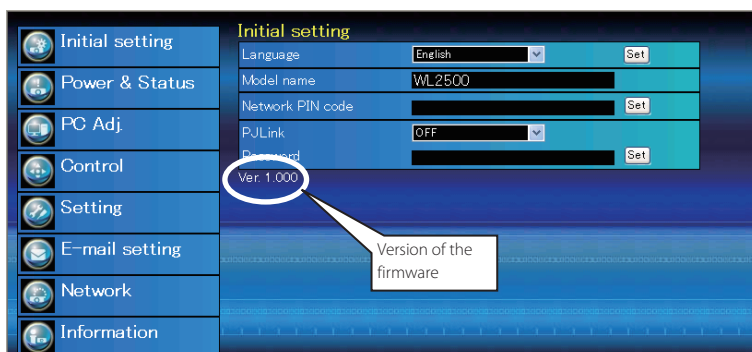 Initial setting
Power & Status
PC Adj.
Control
Setting
E-mail setting
Network
Information
Initial setting
Language English Set
Model name WL2500
Network PIN code Set
PJLink OFF
Password Set
Ver. 1.000
Version of the
firmware